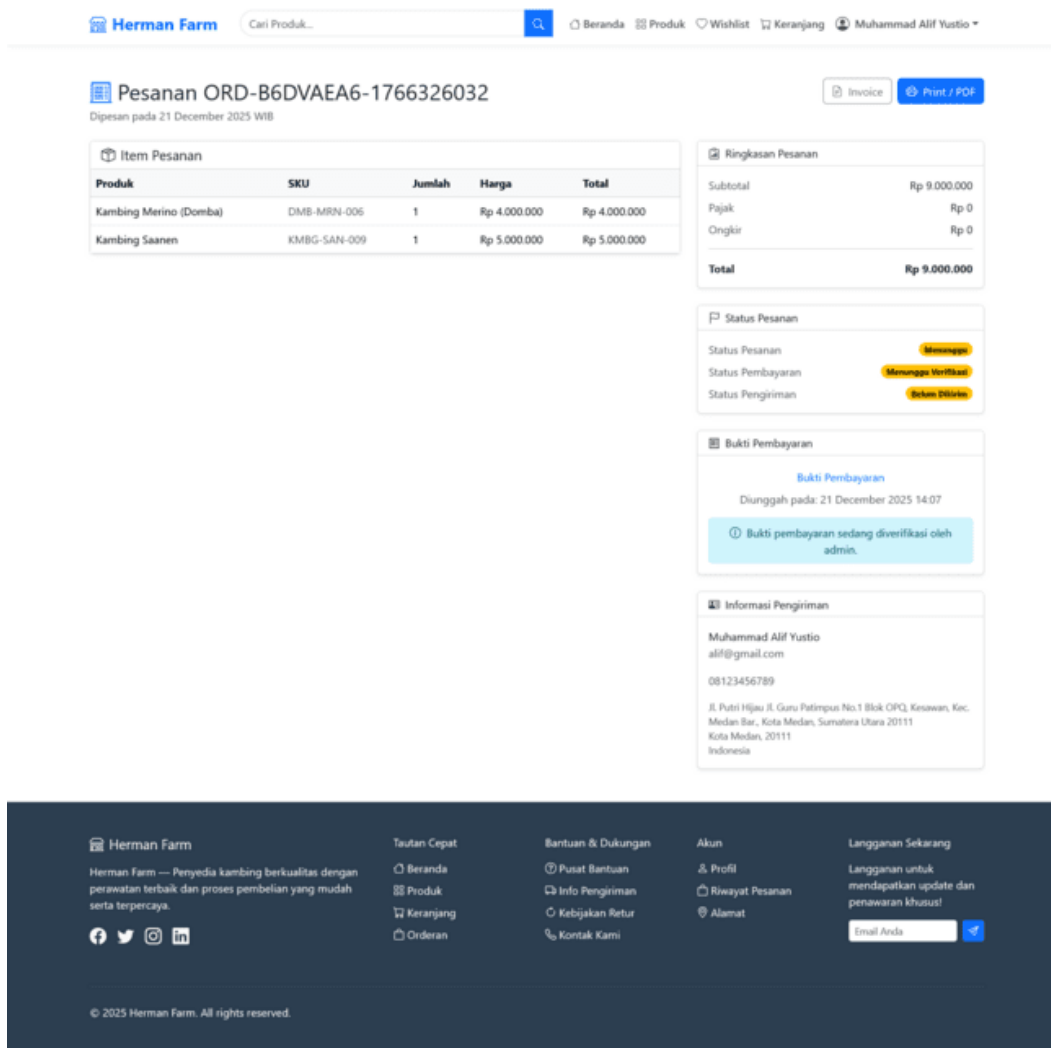 Herman Farm
Cari Produk...
Beranda
Produk
Wishlist
Keranjang
Muhammad Alif Yustio
Pesanan ORD-B6DVAEA6-1766326032
Dipesan pada 21 December 2025 WIB
Invoice
Print / PDF
Item Pesanan
Produk SKU Jumlah Harga Total
Kambing Merino (Domba) DMB-MRN-006 1 Rp 4.000.000 Rp 4.000.000
Kambing Saanen KMBG-SAN-009 1 Rp 5.000.000 Rp 5.000.000
Ringkasan Pesanan
Subtotal Rp 9.000.000
Pajak Rp 0
Ongkir Rp 0
Total Rp 9.000.000
Status Pesanan
Status Pesanan Menunggu
Status Pembayaran Menunggu Verifikasi
Status Pengiriman Belum Dikirim
Bukti Pembayaran
Bukti Pembayaran
Diunggah pada: 21 December 2025 14:07
Bukti pembayaran sedang diverifikasi oleh
admin.
Informasi Pengiriman
Muhammad Alif Yustio
alif@gmail.com
08123456789
Jl. Putri Hijau Jl. Guru Patimpus No.1 Blok OPQ, Kesawan, Kec.
Medan Bar., Kota Medan, Sumatera Utara 20111
Kota Medan, 20111
Indonesia
Herman Farm
Herman Farm — Penyedia kambing berkualitas dengan
perawatan terbaik dan proses pembelian yang mudah
serta terpercaya.
Tautan Cepat
Beranda
Produk
Keranjang
Orderan
Bantuan & Dukungan
Pusat Bantuan
Info Pengiriman
Kebijakan Retur
Kontak Kami
Akun
Profil
Riwayat Pesanan
Alamat
Langganan Sekarang
Langganan untuk
mendapatkan update dan
penawaran khusus!
Email Anda
© 2025 Herman Farm. All rights reserved.